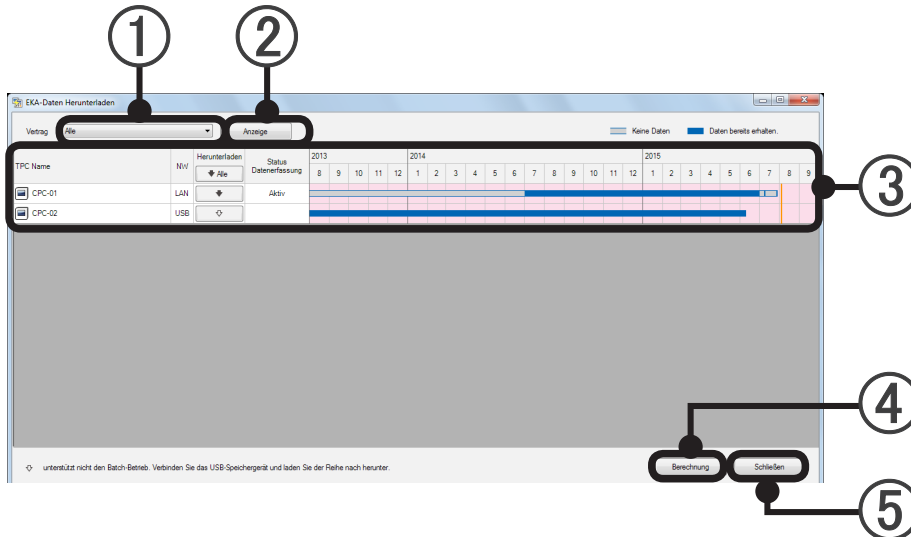 ① ②
EKA-Daten Herunterladen
Vertrag Alle Anzeige Keine Daten Daten bereits erhalten.
TPC Name NW Herunterladen Alle Status Datenerfassung 2013 2014 2015
8 9 10 11 12 1 2 3 4 5 6 7 8 9 10 11 12 1 2 3 4 5 6 7 8 9
③
CPC-01 LAN Aktiv
CPC-02 USB
④
unterstützt nicht den Batch-Betrieb. Verbinden Sie das USB-Speichergerät und laden Sie der Reihe nach herunter. Berechnung Schließen
⑤